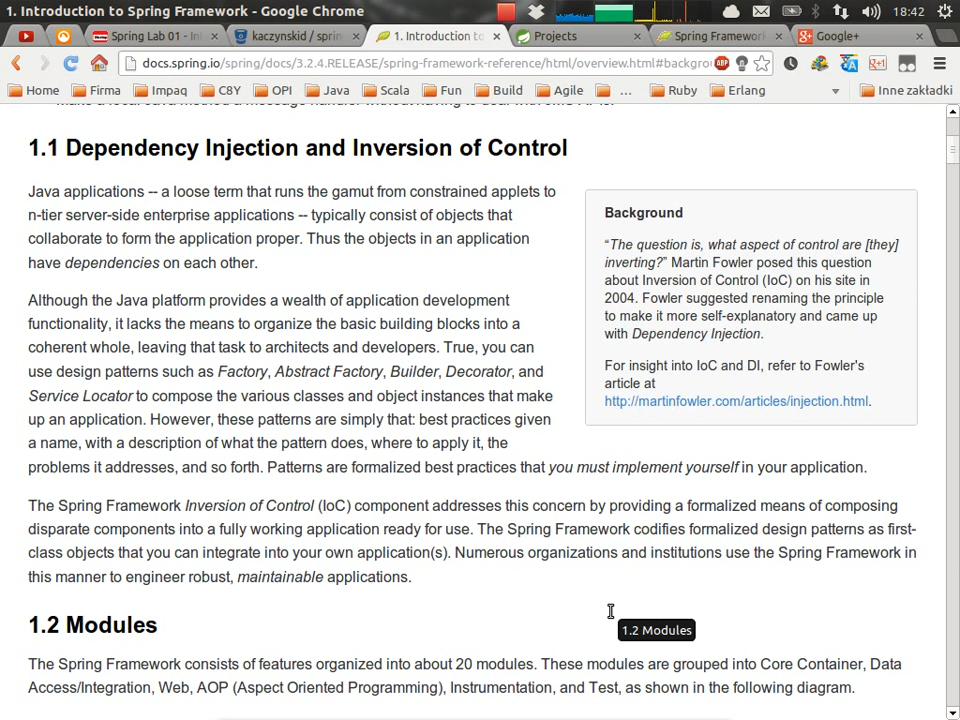 1. Introduction to Spring Framework - Google Chrome
18:42
Spring Lab 01 - In
kaczynskid / sprin
1. Introduction to
Projects
Spring Framework
Google+
docs.spring.io/spring/docs/3.2.4.RELEASE/spring-framework-reference/html/overview.html#backgrou
Home Firma Impaq C8Y OPI Java Scala Fun Build Agile ... Ruby Erlang Inne zakładki
1.1 Dependency Injection and Inversion of Control
Java applications -- a loose term that runs the gamut from constrained applets to
n-tier server-side enterprise applications -- typically consist of objects that
collaborate to form the application proper. Thus the objects in an application
have dependencies on each other.
Background
“The question is, what aspect of control are [they]
inverting?” Martin Fowler posed this question
about Inversion of Control (IoC) on his site in
2004. Fowler suggested renaming the principle
to make it more self-explanatory and came up
with Dependency Injection.
For insight into IoC and DI, refer to Fowler's
article at
http://martinfowler.com/articles/injection.html.
Although the Java platform provides a wealth of application development
functionality, it lacks the means to organize the basic building blocks into a
coherent whole, leaving that task to architects and developers. True, you can
use design patterns such as Factory, Abstract Factory, Builder, Decorator, and
Service Locator to compose the various classes and object instances that make
up an application. However, these patterns are simply that: best practices given
a name, with a description of what the pattern does, where to apply it, the
problems it addresses, and so forth. Patterns are formalized best practices that you must implement yourself in your application.
The Spring Framework Inversion of Control (IoC) component addresses this concern by providing a formalized means of composing
disparate components into a fully working application ready for use. The Spring Framework codifies formalized design patterns as first-
class objects that you can integrate into your own application(s). Numerous organizations and institutions use the Spring Framework in
this manner to engineer robust, maintainable applications.
1.2 Modules
1.2 Modules
The Spring Framework consists of features organized into about 20 modules. These modules are grouped into Core Container, Data
Access/Integration, Web, AOP (Aspect Oriented Programming), Instrumentation, and Test, as shown in the following diagram.